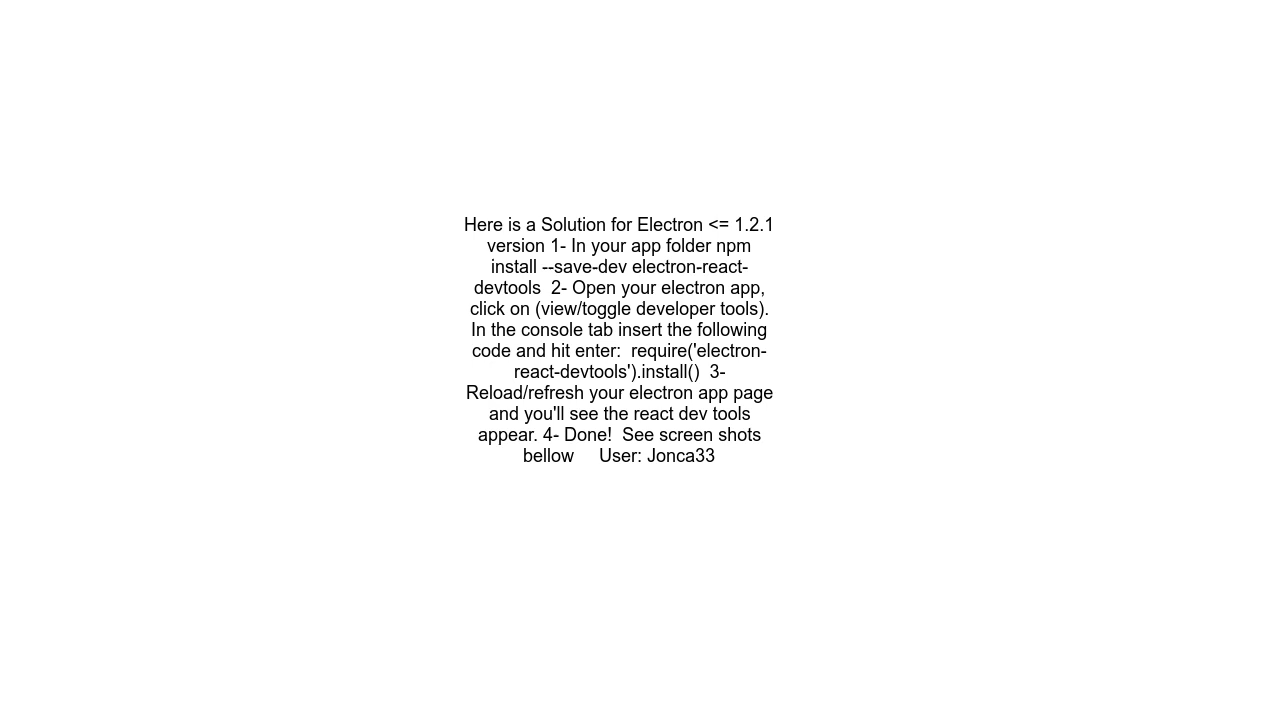 Here is a Solution for Electron <= 1.2.1
version 1- In your app folder npm
install --save-dev electron-react-
devtools  2- Open your electron app,
click on (view/toggle developer tools).
In the console tab insert the following
code and hit enter:  require('electron-
react-devtools').install()  3-
Reload/refresh your electron app page
and you'll see the react dev tools
appear. 4- Done!  See screen shots
bellow     User: Jonca33